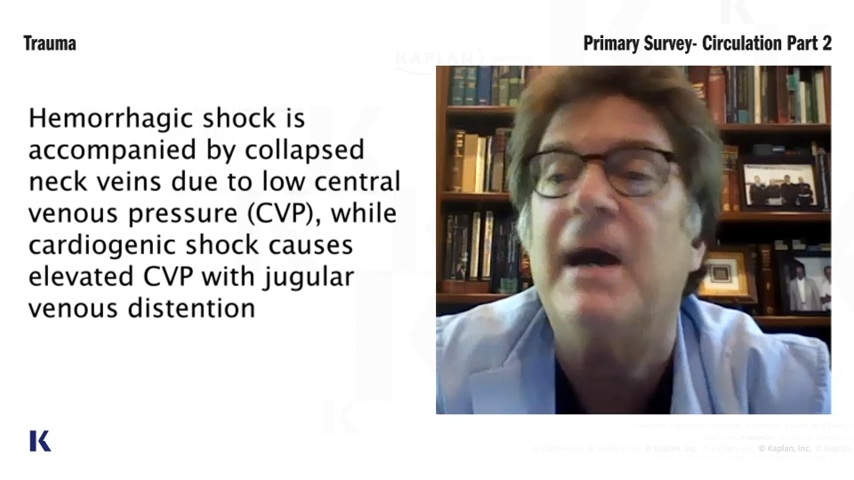 Trauma
Primary Survey- Circulation Part 2
Hemorrhagic shock is
accompanied by collapsed
neck veins due to low central
venous pressure (CVP), while
cardiogenic shock causes
elevated CVP with jugular
venous distention
K
© Kaplan, Inc.